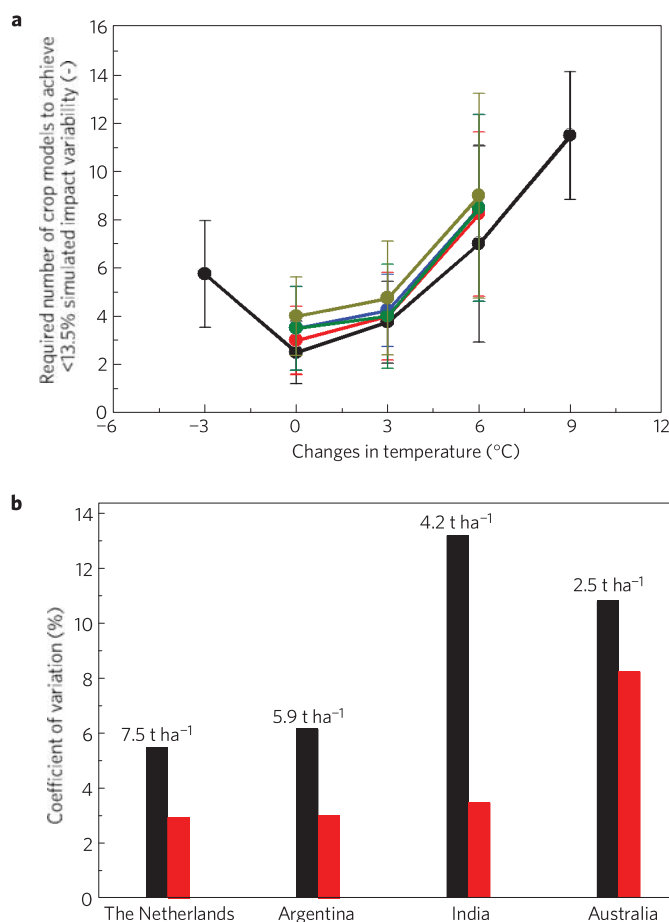 a
Required number of crop models to achieve
<13.5% simulated impact variability (-)
16
14
12
10
8
6
4
2
0
−6
−3
0
3
6
9
12
Changes in temperature (°C)
b
Coefficient of variation (%)
14
12
10
8
6
4
2
0
7.5 t ha⁻¹
5.9 t ha⁻¹
4.2 t ha⁻¹
2.5 t ha⁻¹
The Netherlands
Argentina
India
Australia